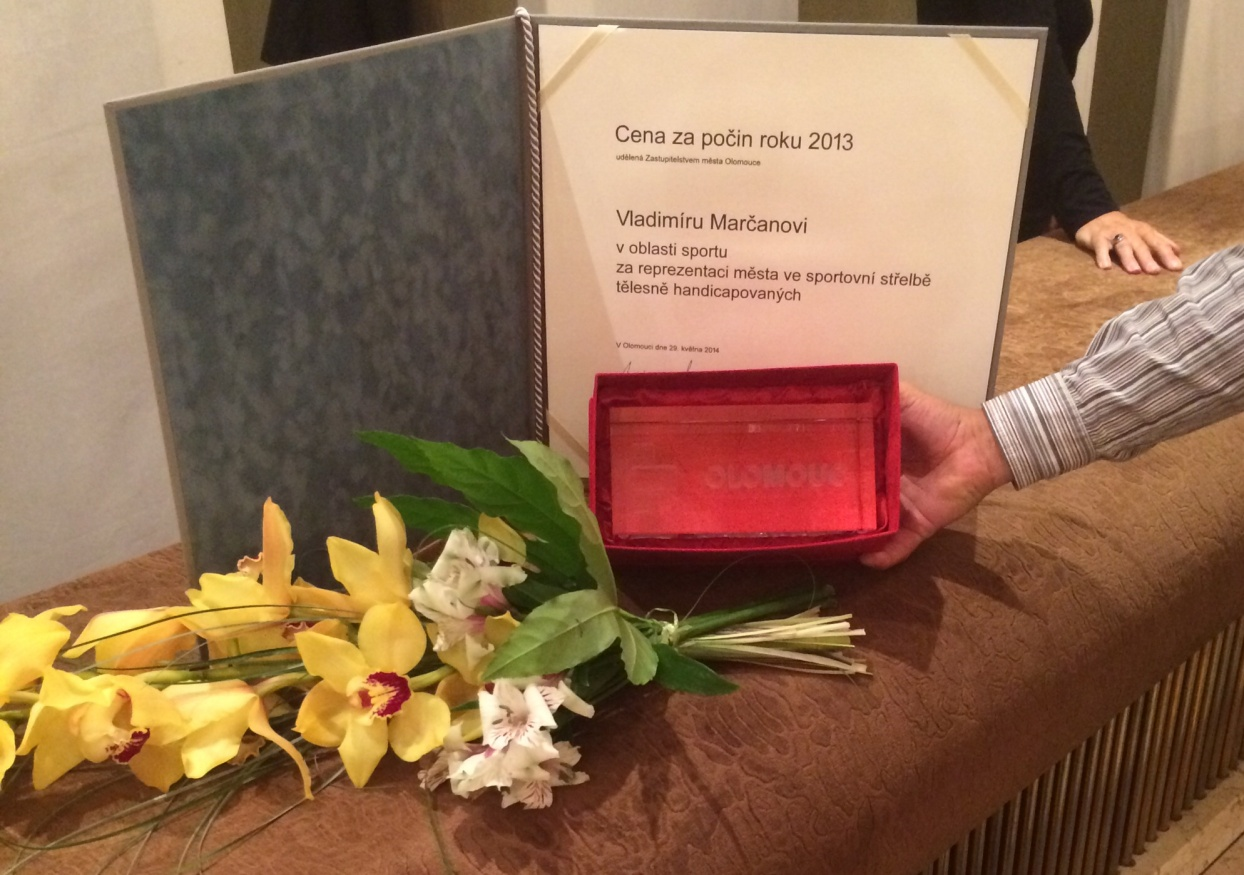 Cena za počin roku 2013
udělená Zastupitelstvem města Olomouce
Vladimíru Marčanovi
v oblasti sportu
za reprezentaci města ve sportovní střelbě
tělesně handicapovaných
V Olomouci dne 29. května 2014
OLOMOUC